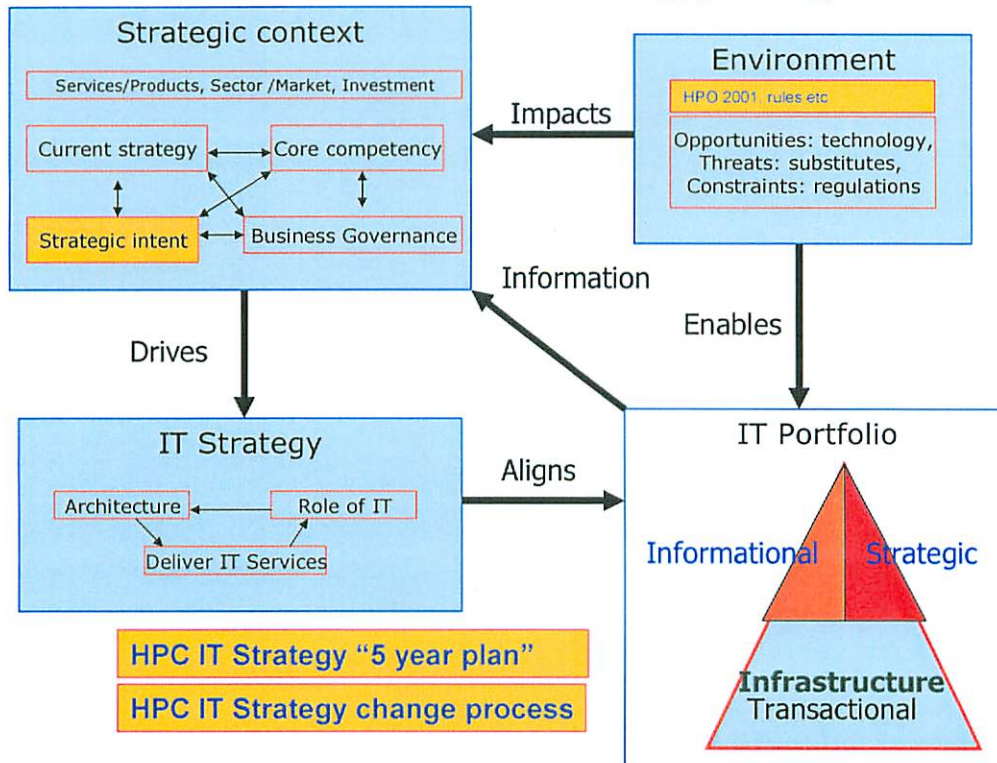 Strategic context
Services/Products, Sector /Market, Investment
Current strategy
Core competency
Strategic intent
Business Governance
Impacts
Environment
HPO 2001, rules etc
Opportunities: technology,
Threats: substitutes,
Constraints: regulations
Information
Enables
Drives
IT Strategy
Architecture
Role of IT
Deliver IT Services
Aligns
IT Portfolio
Informational
Strategic
Infrastructure
Transactional
HPC IT Strategy “5 year plan”
HPC IT Strategy change process